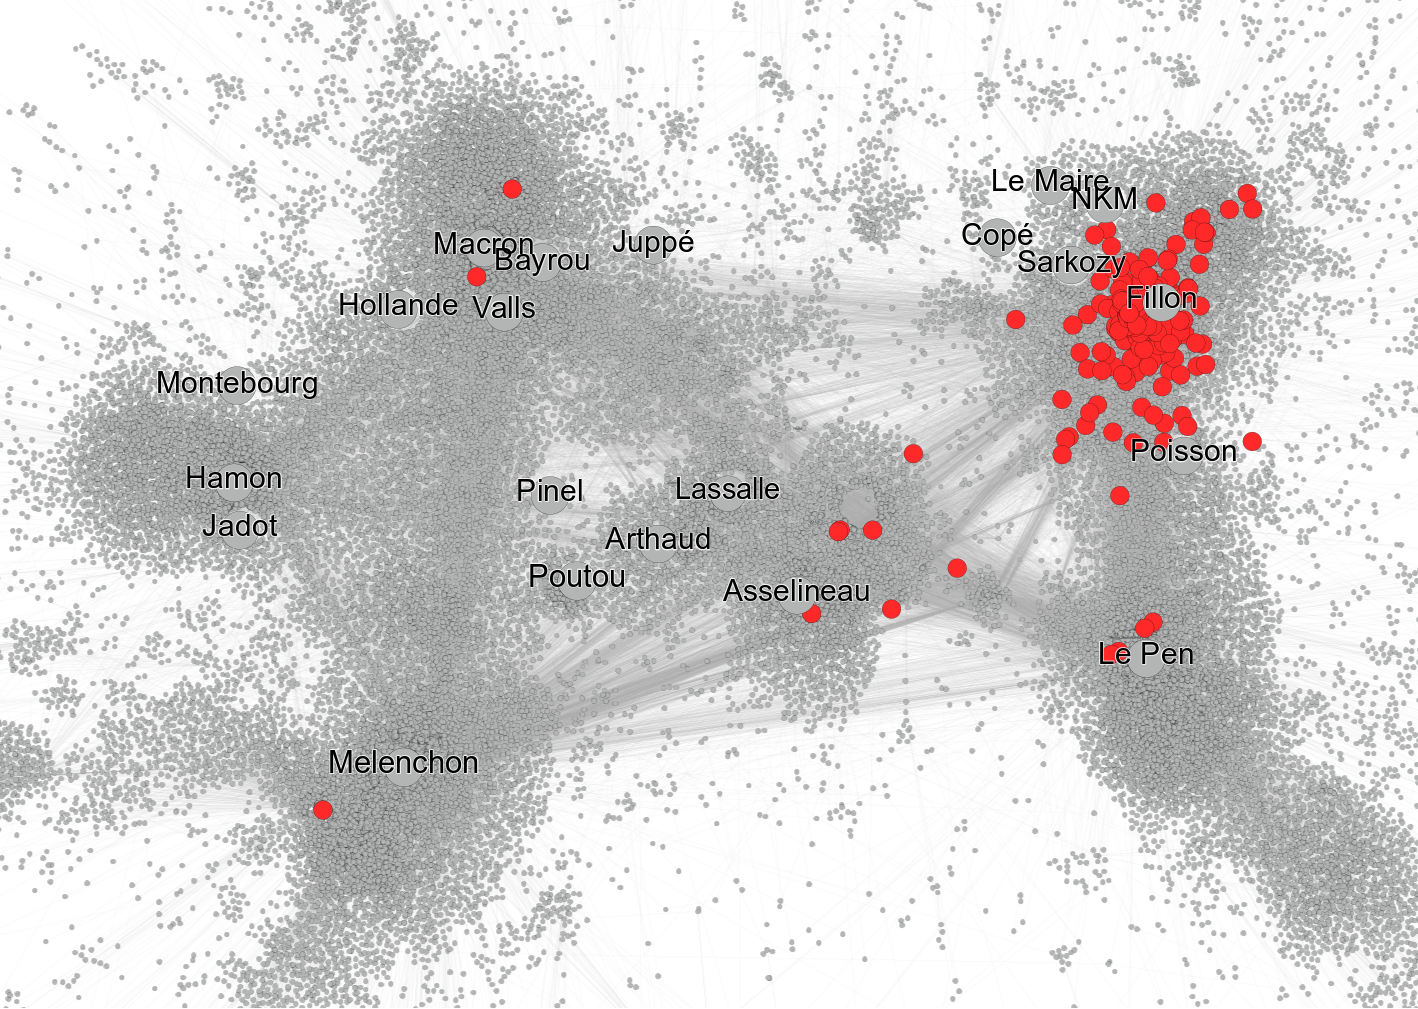 Le Maire
NKM
Copé
Juppé
Macron
Bayrou
Sarkozy
Fillon
Hollande
Valls
Montebourg
Poisson
Hamon
Pinel
Lassalle
Jadot
Arthaud
Poutou
Asselineau
Le Pen
Melenchon